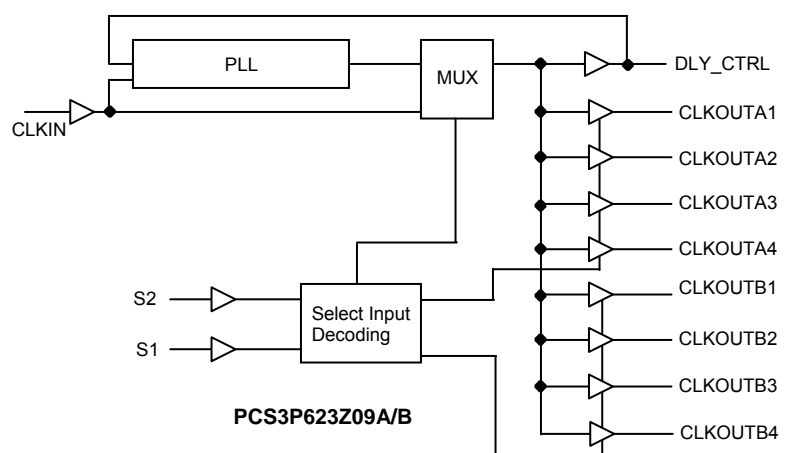 PLL
MUX
DLY_CTRL
CLKIN
CLKOUTA1
CLKOUTA2
CLKOUTA3
CLKOUTA4
S2
S1
Select Input
Decoding
CLKOUTB1
CLKOUTB2
CLKOUTB3
CLKOUTB4
PCS3P623Z09A/B